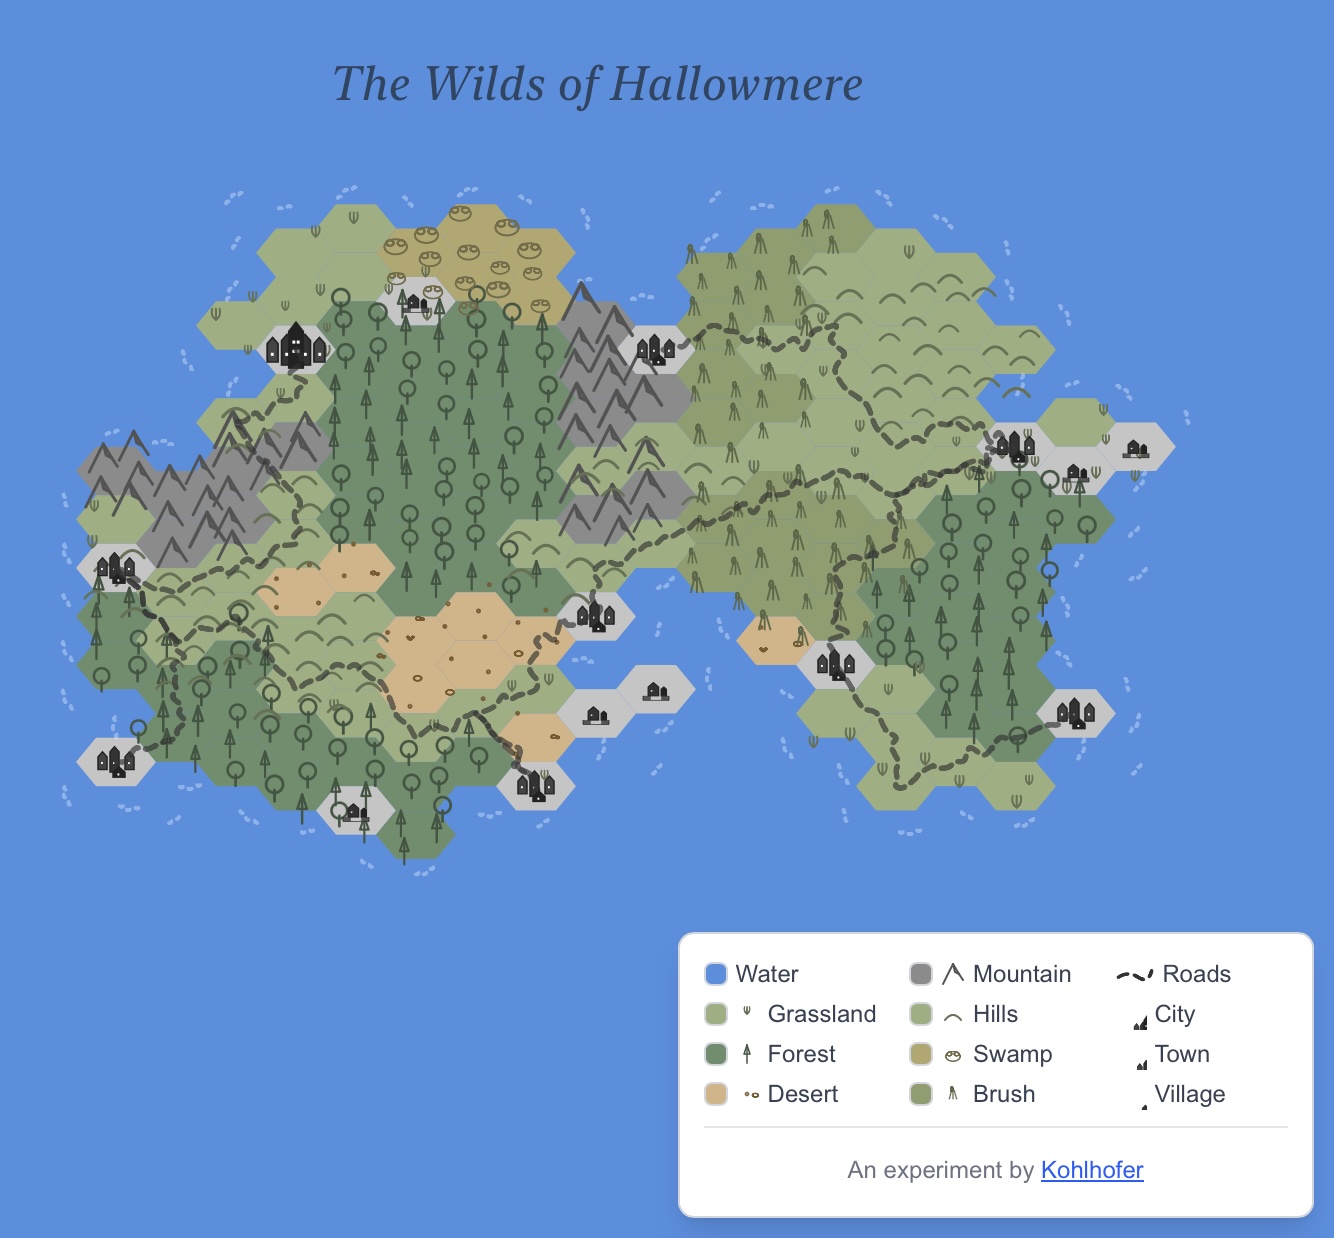 The Wilds of Hallowmere
Water
Mountain
Roads
Grassland
Hills
City
Forest
Swamp
Town
Desert
Brush
Village
An experiment by Kohlhofer